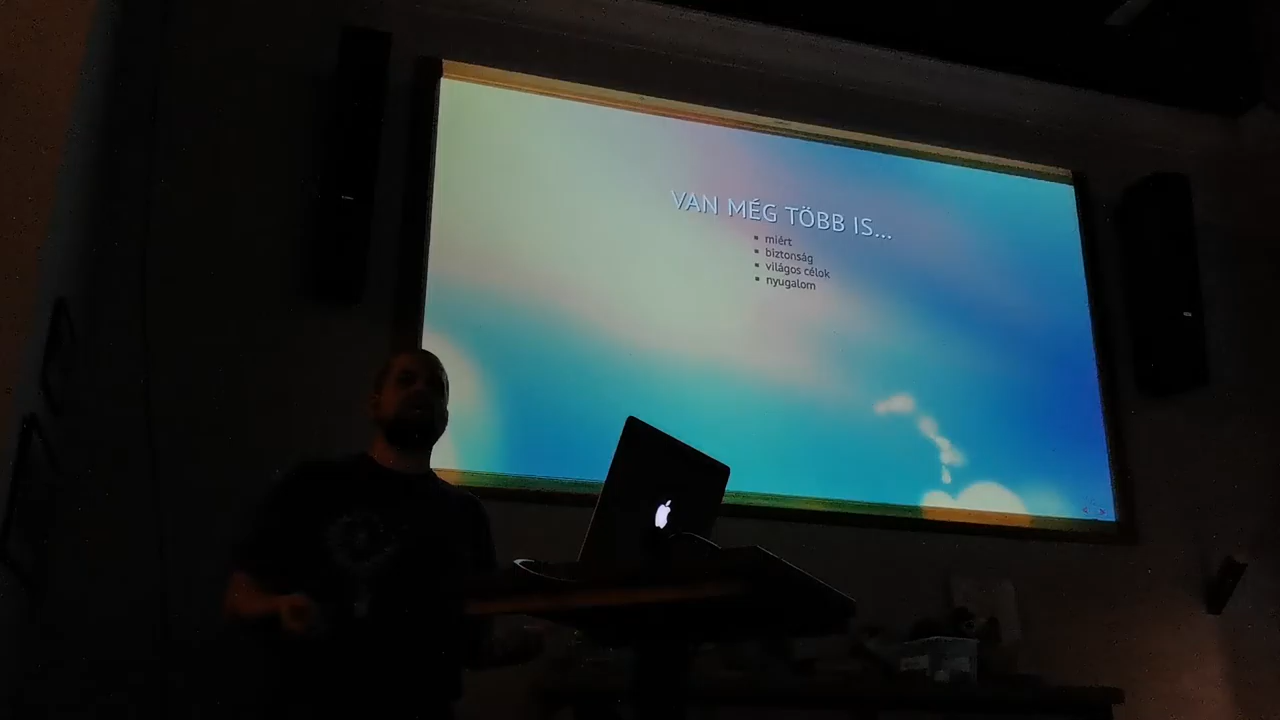 VAN MÉG TÖBB IS...
miért
biztonság
világos célok
nyugalom